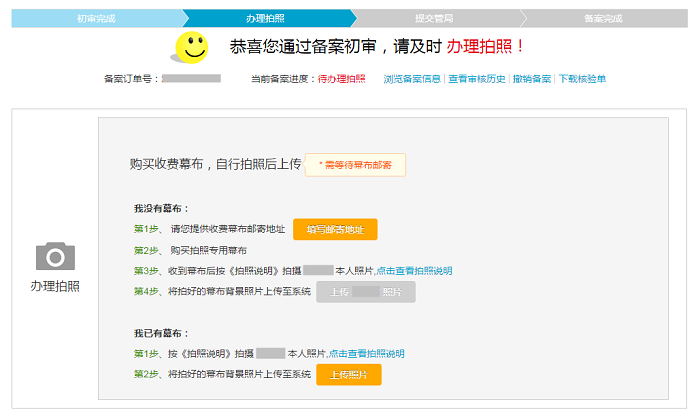 初审完成 办理拍照 提交管局 备案完成
恭喜您通过备案初审，请及时 办理拍照！
备案订单号： 当前备案进度：待办理拍照 浏览备案信息 | 查看审核历史 | 撤销备案 | 下载核验单
购买收费幕布，自行拍照后上传 * 需等待幕布邮寄
我没有幕布：
第1步、 请您提供收费幕布邮寄地址 填写邮寄地址
第2步、 购买拍照专用幕布
第3步、收到幕布后按《拍照说明》拍摄 本人照片,点击查看拍照说明
第4步、将拍好的幕布背景照片上传至系统 上传 照片
办理拍照
我已有幕布：
第1步、按《拍照说明》拍摄 本人照片,点击查看拍照说明
第2步、将拍好的幕布背景照片上传至系统 上传照片